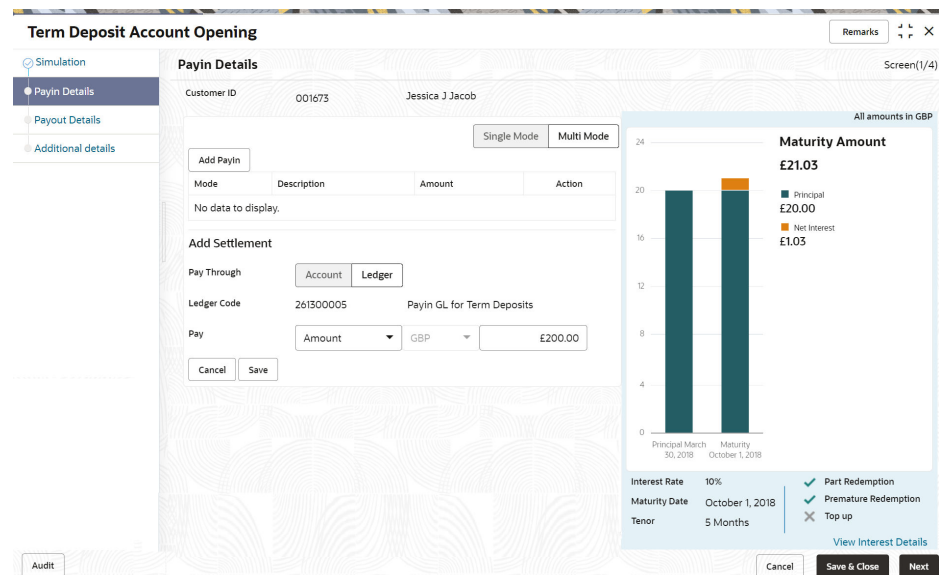 Term Deposit Account Opening
Remarks
Simulation
Payin Details
Payout Details
Additional details
Payin Details
Screen(1/4)
Customer ID 001673 Jessica J Jacob
Single Mode Multi Mode
Add Payin
Mode Description Amount Action
No data to display.
Add Settlement
Pay Through Account Ledger
Ledger Code 261300005 Payin GL for Term Deposits
Pay Amount GBP £200.00
Cancel Save
All amounts in GBP
24
20
16
12
8
4
0
Principal March
30, 2018
Maturity
October 1, 2018
Maturity Amount
£21.03
Principal
£20.00
Net Interest
£1.03
Interest Rate 10%
Maturity Date October 1, 2018
Tenor 5 Months
Part Redemption
Premature Redemption
Top up
View Interest Details
Audit
Cancel Save & Close Next